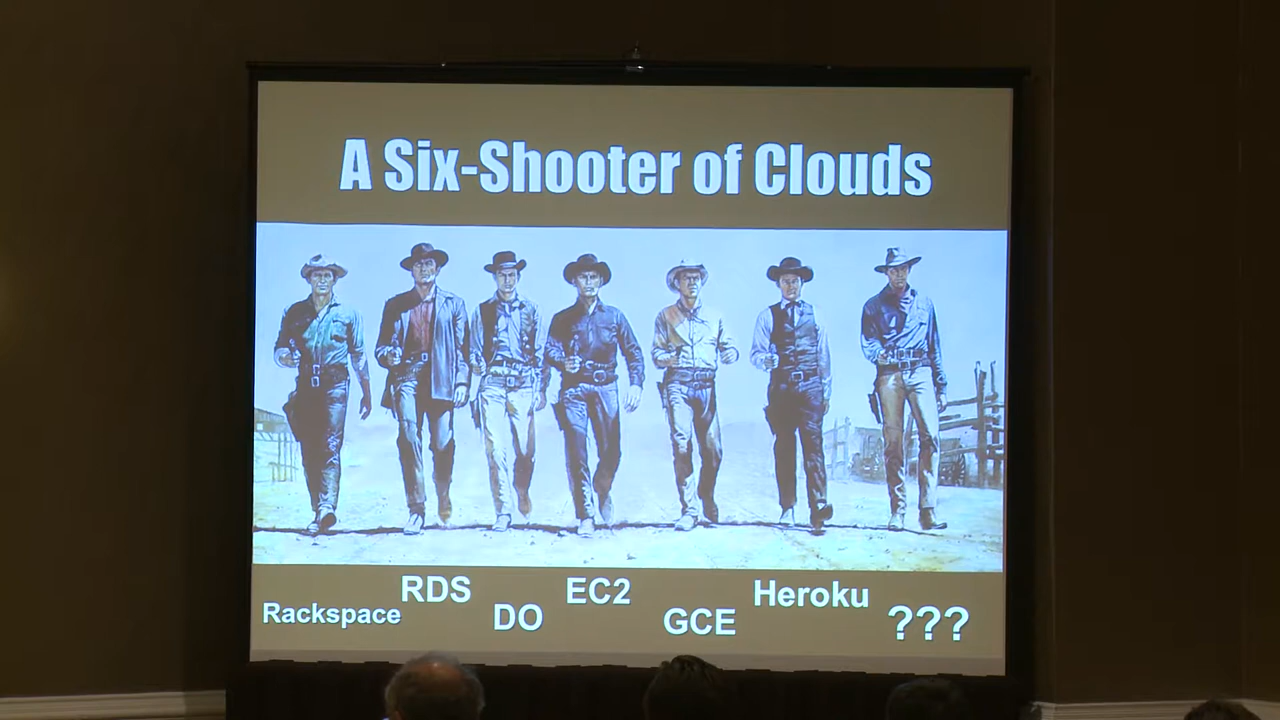 A Six-Shooter of Clouds
Rackspace
RDS
DO
EC2
GCE
Heroku
???